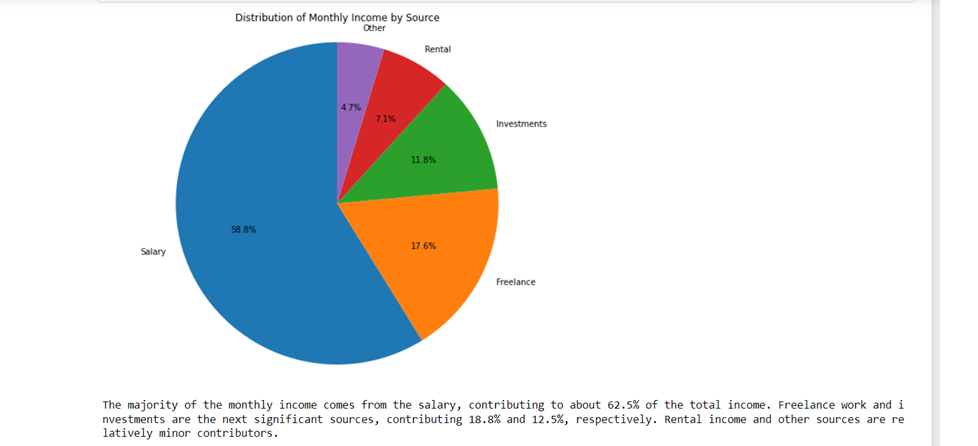 Distribution of Monthly Income by Source
Other
Rental
4.7%
7.1%
Investments
11.8%
58.8%
17.6%
Salary
Freelance
The majority of the monthly income comes from the salary, contributing to about 62.5% of the total income. Freelance work and i
nvestments are the next significant sources, contributing 18.8% and 12.5%, respectively. Rental income and other sources are re
latively minor contributors.